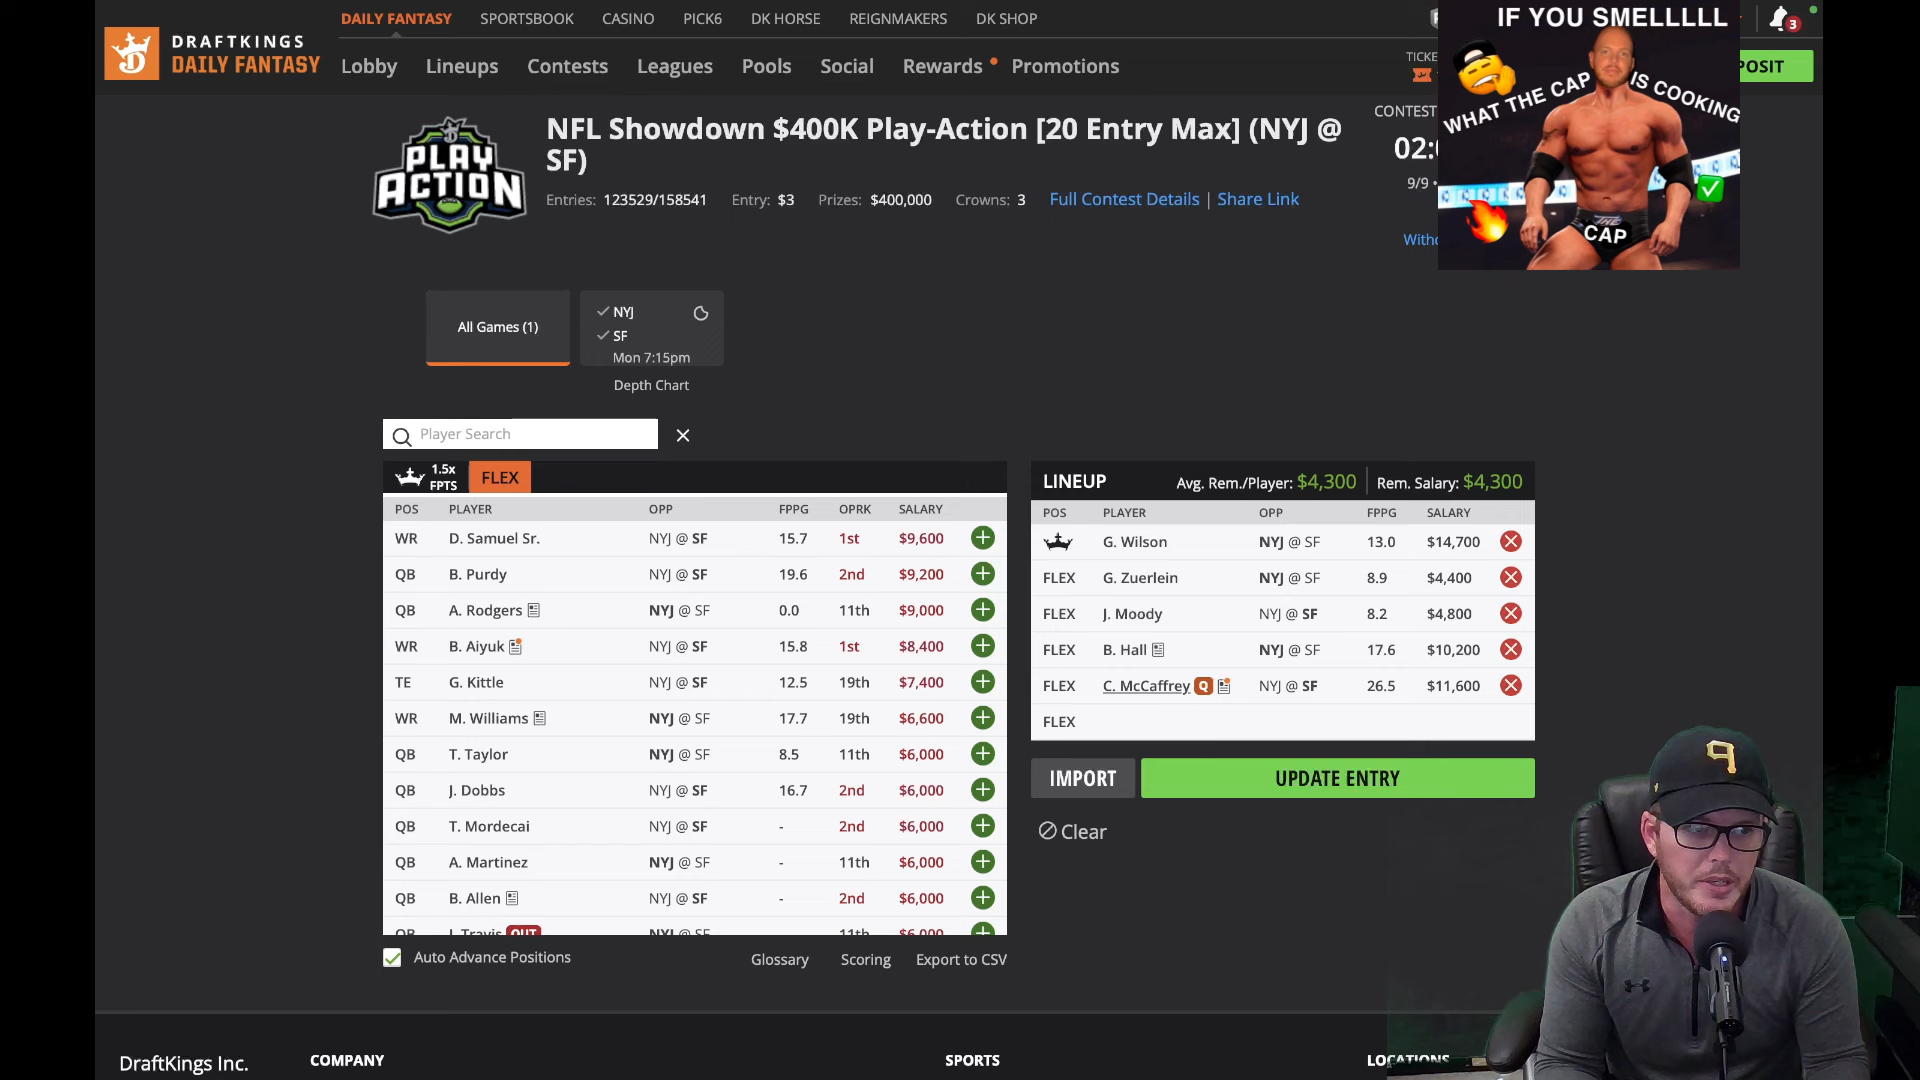 DAILY FANTASY SPORTSBOOK CASINO PICK6 DK HORSE REIGNMAKERS DK SHOP
DRAFTKINGS
DAILY FANTASY
Lobby Lineups Contests Leagues Pools Social Rewards Promotions
3
IF YOU SMELLLLL
WHAT THE CAP IS COOKING
THE
CAP
PLAY
ACTION
NFL Showdown $400K Play-Action [20 Entry Max] (NYJ @
SF)
Entries: 123529/158541 Entry: $3 Prizes: $400,000 Crowns: 3 Full Contest Details | Share Link
CONTEST
9/9 •
All Games (1)
NYJ
SF
Mon 7:15pm
Depth Chart
Player Search
1.5x
FPTS
FLEX
POS PLAYER OPP FPPG OPRK SALARY
WR D. Samuel Sr. NYJ @ SF 15.7 1st $9,600
QB B. Purdy NYJ @ SF 19.6 2nd $9,200
QB A. Rodgers NYJ @ SF 0.0 11th $9,000
WR B. Aiyuk NYJ @ SF 15.8 1st $8,400
TE G. Kittle NYJ @ SF 12.5 19th $7,400
WR M. Williams NYJ @ SF 17.7 19th $6,600
QB T. Taylor NYJ @ SF 8.5 11th $6,000
QB J. Dobbs NYJ @ SF 16.7 2nd $6,000
QB T. Mordecai NYJ @ SF - 2nd $6,000
QB A. Martinez NYJ @ SF - 11th $6,000
QB B. Allen NYJ @ SF - 2nd $6,000
QB J. Travis OUT NYJ @ SF 11th $6,000
Auto Advance Positions
Glossary Scoring Export to CSV
LINEUP Avg. Rem./Player: $4,300 Rem. Salary: $4,300
POS PLAYER OPP FPPG SALARY
G. Wilson NYJ @ SF 13.0 $14,700
FLEX G. Zuerlein NYJ @ SF 8.9 $4,400
FLEX J. Moody NYJ @ SF 8.2 $4,800
FLEX B. Hall NYJ @ SF 17.6 $10,200
FLEX C. McCaffrey Q NYJ @ SF 26.5 $11,600
FLEX
IMPORT UPDATE ENTRY
Clear
DraftKings Inc. COMPANY SPORTS LOCATIONS